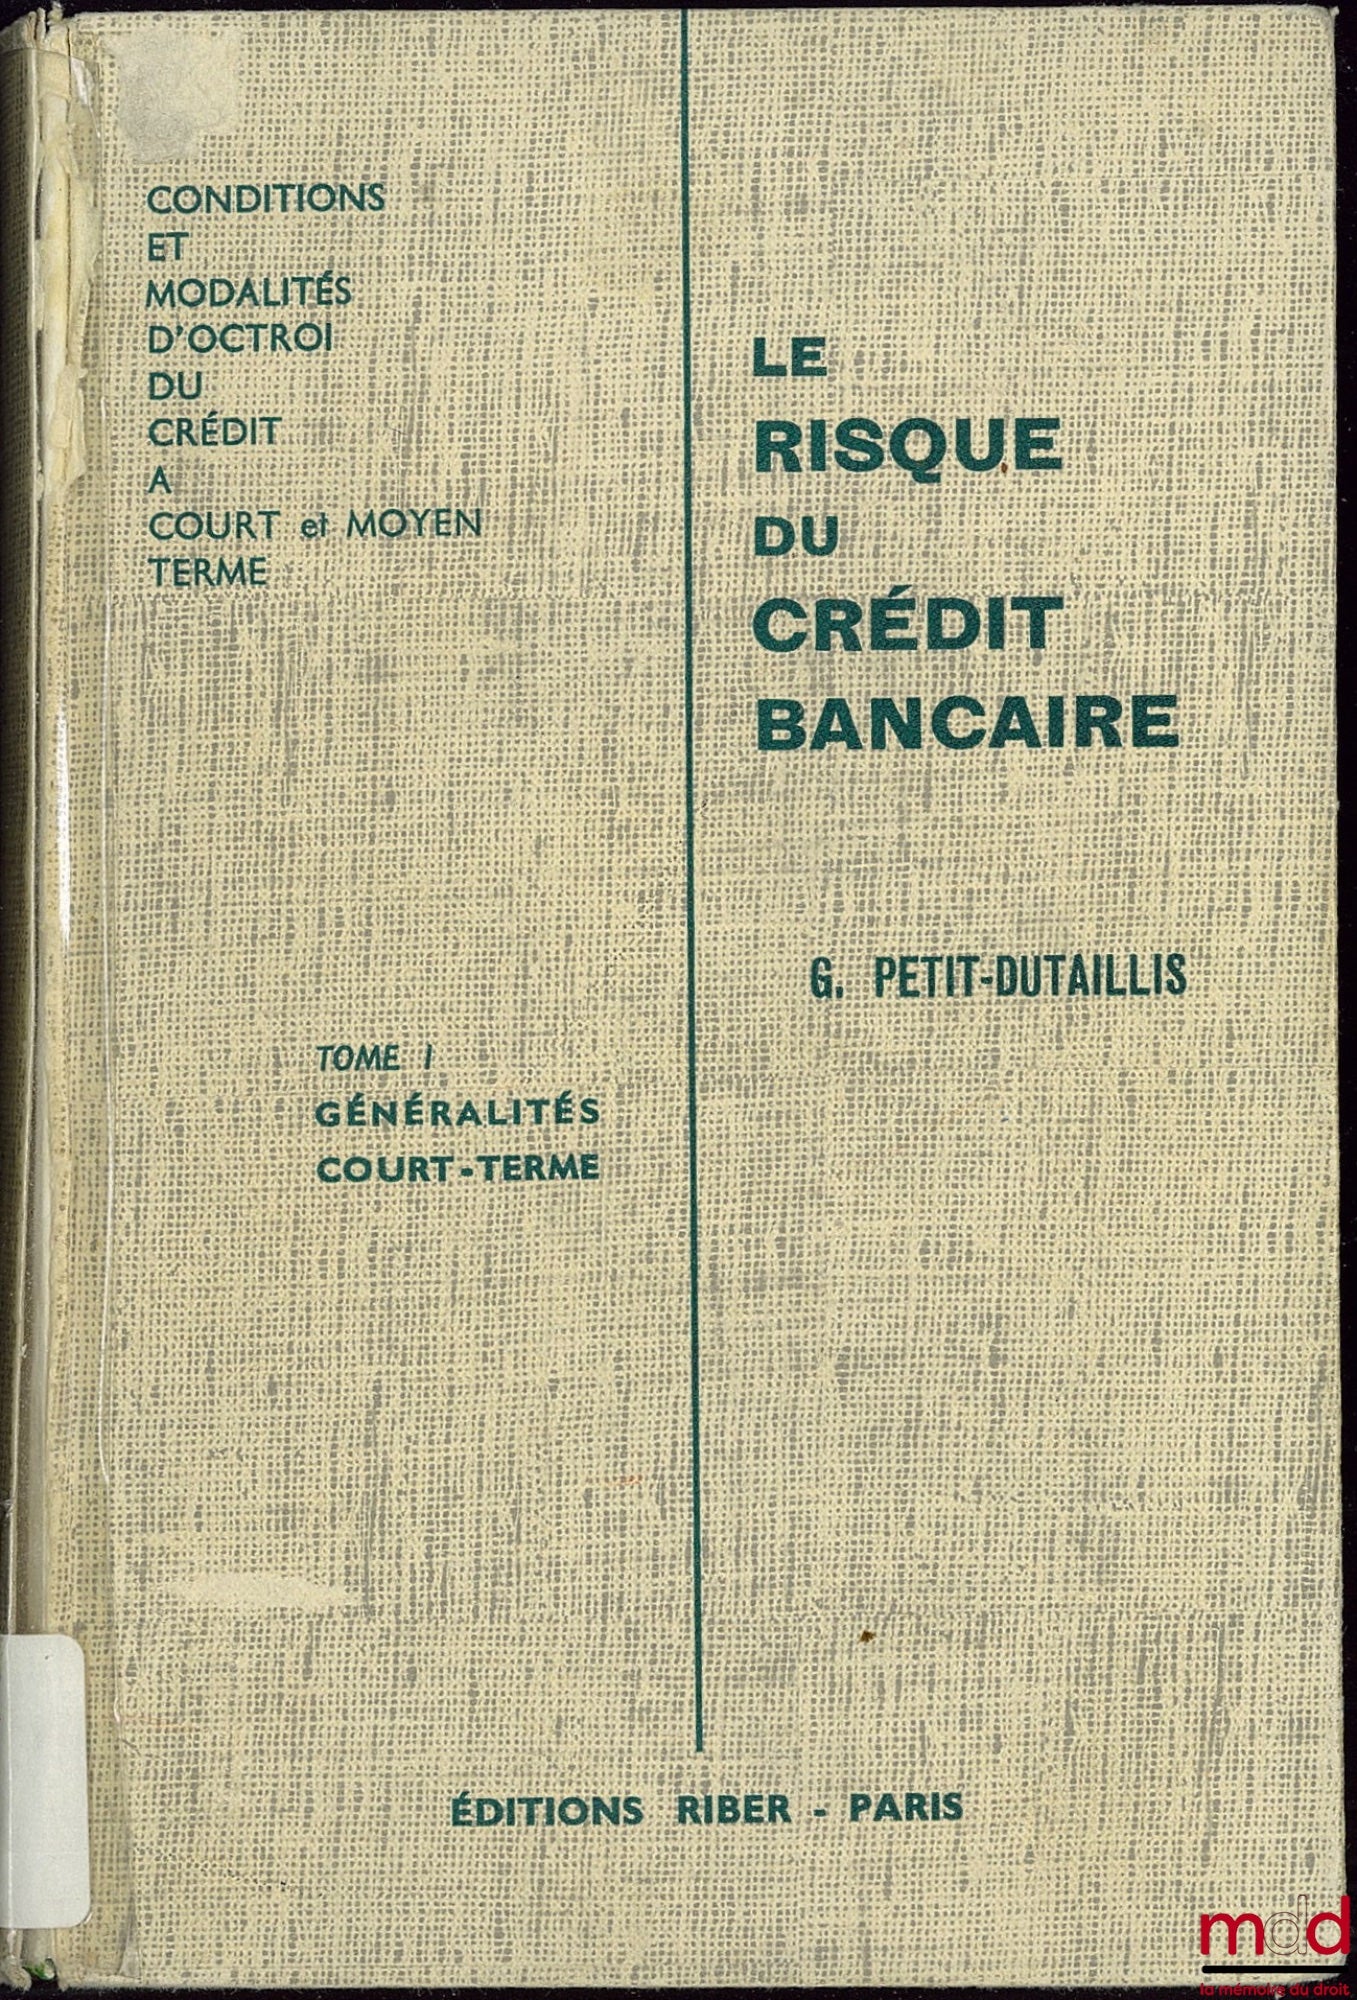 CONDITIONS
ET
MODALITÉS
D'OCTROI
DU
CRÉDIT
A
COURT et MOYEN
TERME
LE
RISQUE
DU
CRÉDIT
BANCAIRE
G. PETIT-DUTAILLIS
TOME I
GÉNÉRALITÉS
COURT-TERME
ÉDITIONS RIBER - PARIS
mdd
la mémoire du droit